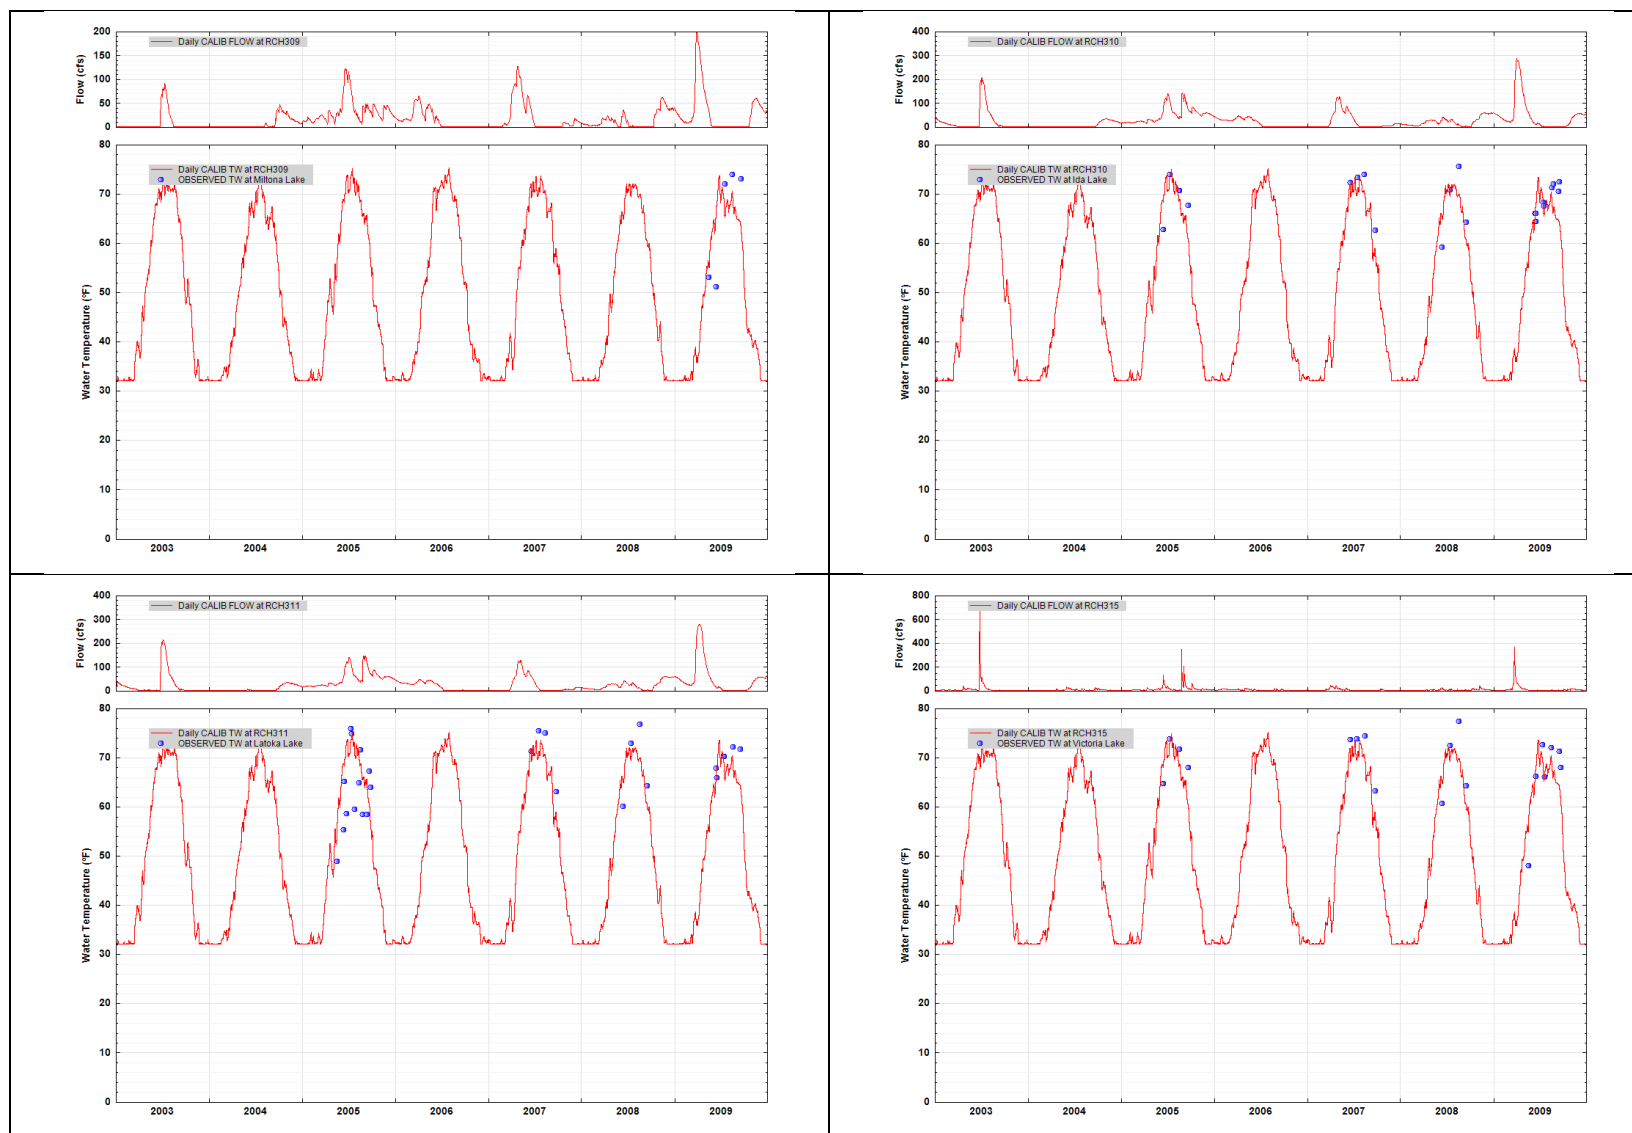 Flow (cfs)
200
150
100
50
0
Daily CALIB FLOW at RCH309
Water Temperature (ºF)
80
70
60
50
40
30
20
10
0
Daily CALIB TW at RCH309
OBSERVED TW at Miltona Lake
2003 2004 2005 2006 2007 2008 2009
Flow (cfs)
400
300
200
100
0
Daily CALIB FLOW at RCH310
Water Temperature (ºF)
80
70
60
50
40
30
20
10
0
Daily CALIB TW at RCH310
OBSERVED TW at Ida Lake
2003 2004 2005 2006 2007 2008 2009
Flow (cfs)
400
300
200
100
0
Daily CALIB FLOW at RCH311
Water Temperature (ºF)
80
70
60
50
40
30
20
10
0
Daily CALIB TW at RCH311
OBSERVED TW at Latoka Lake
2003 2004 2005 2006 2007 2008 2009
Flow (cfs)
800
600
400
200
0
Daily CALIB FLOW at RCH315
Water Temperature (ºF)
80
70
60
50
40
30
20
10
0
Daily CALIB TW at RCH315
OBSERVED TW at Victoria Lake
2003 2004 2005 2006 2007 2008 2009